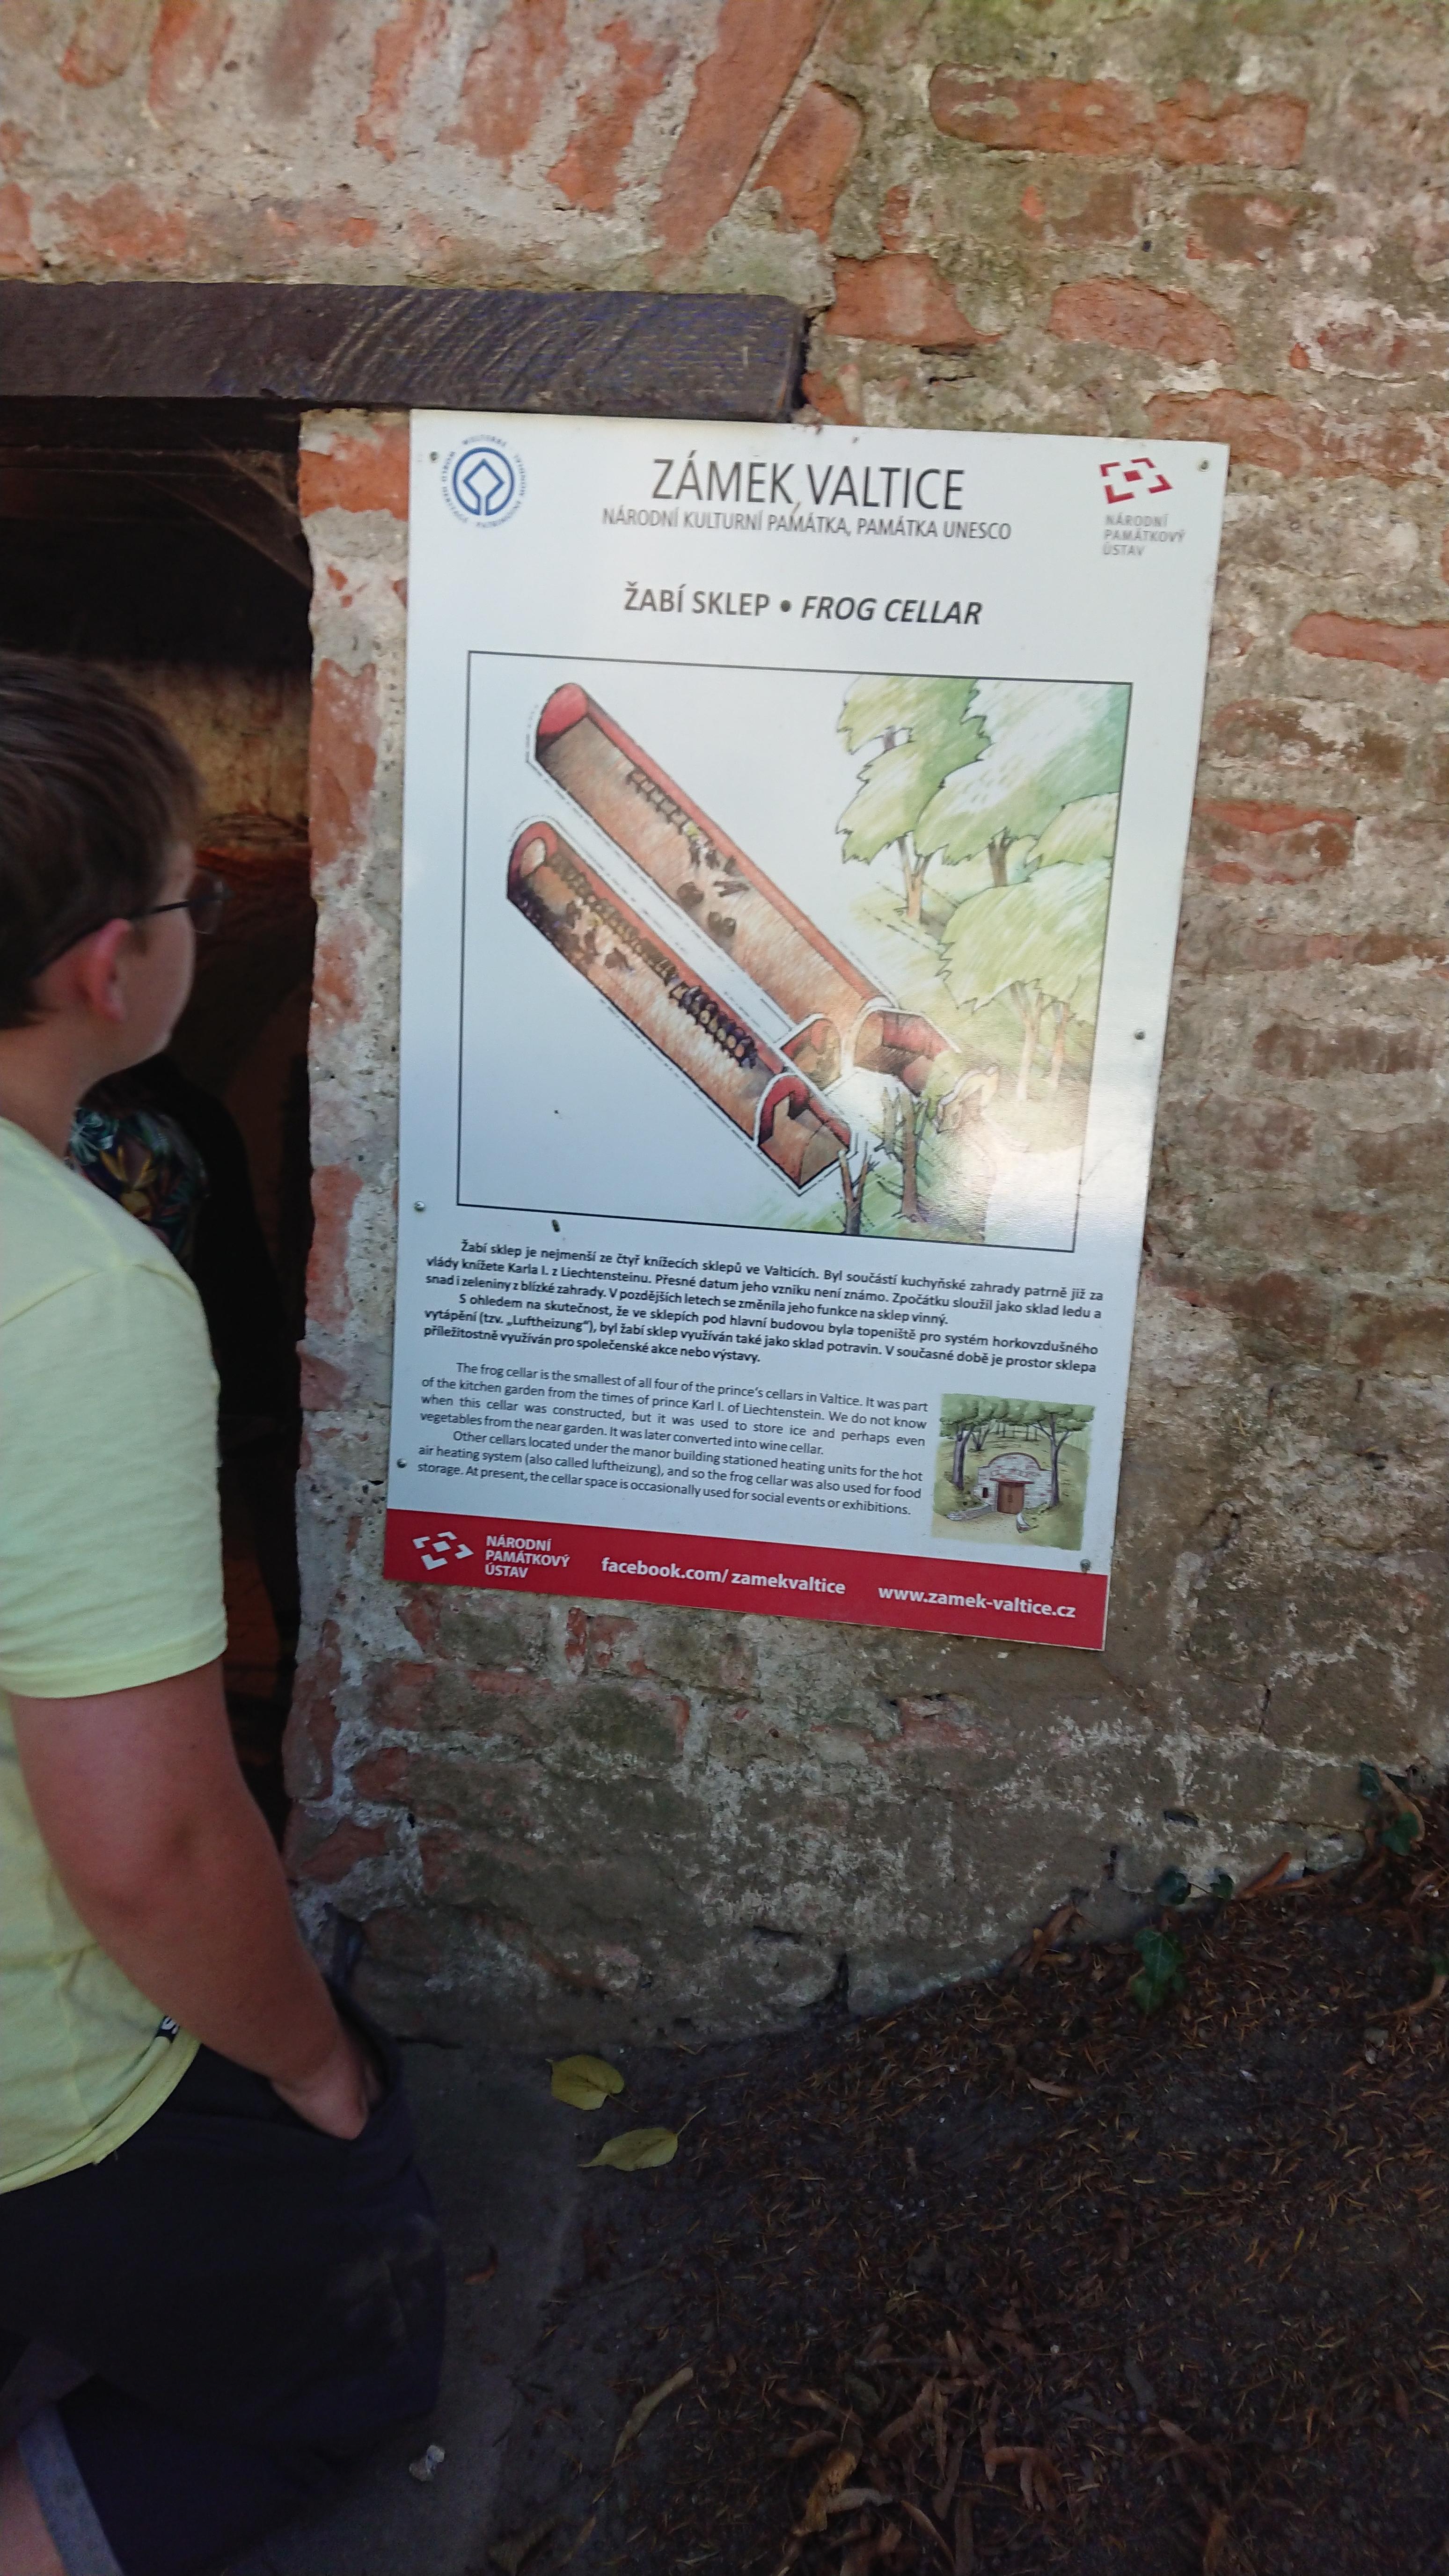 ZÁMEK VALTICE
NÁRODNÍ KULTURNÍ PAMÁTKA, PAMÁTKA UNESCO
NÁRODNÍ
PAMÁTKOVÝ
ÚSTAV
ŽABÍ SKLEP • FROG CELLAR
Žabí sklep je nejmenší ze čtyř knížecích sklepů ve Valticích. Byl součástí kuchyňské zahrady patrně již za
vlády knížete Karla I. z Liechtensteinu. Přesné datum jeho vzniku není známo. Zpočátku sloužil jako sklad ledu a
snad i zeleniny z blízké zahrady. V pozdějších letech se změnila jeho funkce na sklep vinný.
S ohledem na skutečnost, že ve sklepích pod hlavní budovou byla topeniště pro systém horkovzdušného
vytápění (tzv. „Luftheizung“), byl žabí sklep využíván také jako sklad potravin. V současné době je prostor sklepa
příležitostně využíván pro společenské akce nebo výstavy.
The frog cellar is the smallest of all four of the prince's cellars in Valtice. It was part
of the kitchen garden from the times of prince Karl I. of Liechtenstein. We do not know
when this cellar was constructed, but it was used to store ice and perhaps even
vegetables from the near garden. It was later converted into wine cellar.
Other cellars located under the manor building stationed heating units for the hot
air heating system (also called luftheizung), and so the frog cellar was also used for food
storage. At present, the cellar space is occasionally used for social events or exhibitions.
NÁRODNÍ
PAMÁTKOVÝ
ÚSTAV
facebook.com/ zamekvaltice
www.zamek-valtice.cz